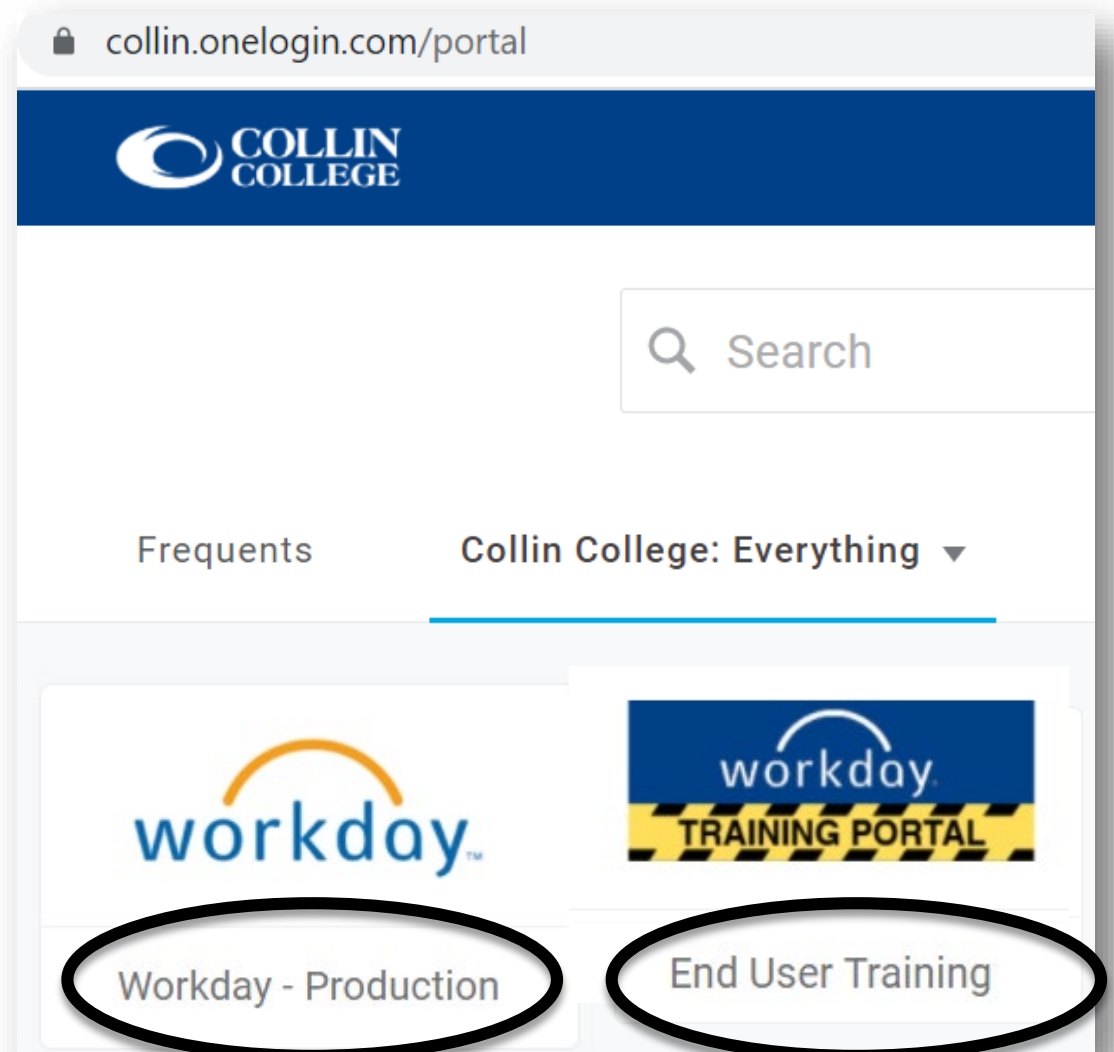 collin.onelogin.com/portal
COLLIN
COLLEGE
Search
Frequents
Collin College: Everything
workday™
workday
TRAINING PORTAL
Workday - Production
End User Training